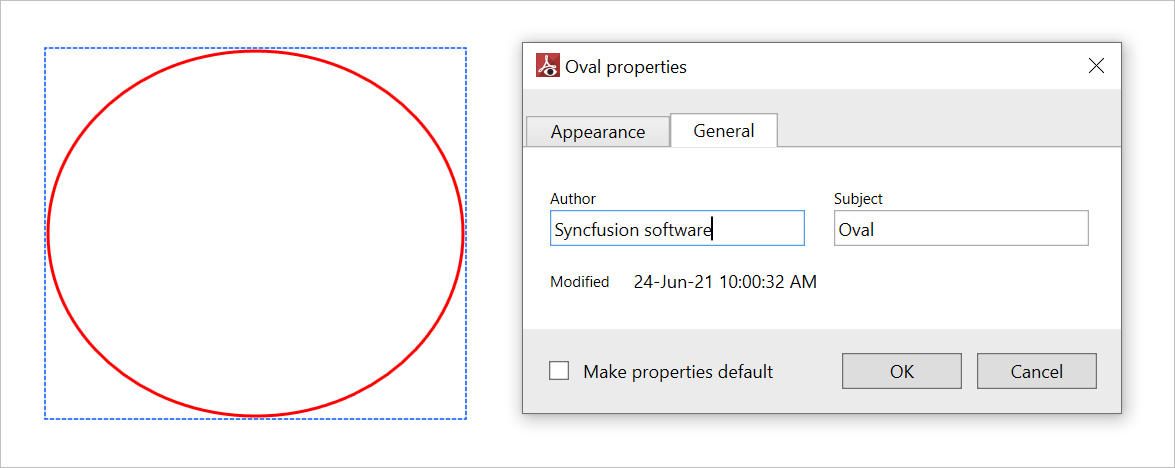 Oval properties
Appearance General
Author Subject
Syncfusion software Oval
Modified 24-Jun-21 10:00:32 AM
Make properties default OK Cancel